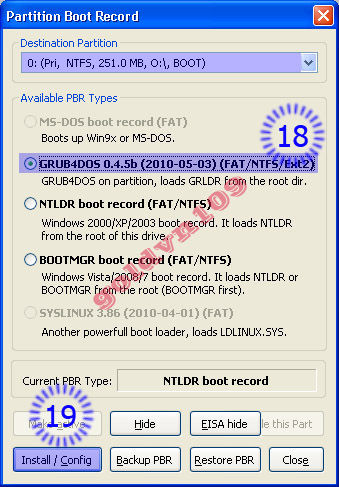 Partition Boot Record
Destination Partition
0: (Pri, NTFS, 251.0 MB, O:\, BOOT)
Available PBR Types
MS-DOS boot record (FAT)
Boots up Win9x or MS-DOS.
18
GRUB4DOS 0.4.5b (2010-05-03) (FAT/NTFS/Ext2)
GRUB4DOS on partition, loads GRLDR from the root dir.
NTLDR boot record (FAT/NTFS)
Windows 2000/XP/2003 boot record. It loads NTLDR
from the root of this drive.
BOOTMGR boot record (FAT/NTFS)
Windows Vista/2008/7 boot record. It loads NTLDR or
BOOTMGR from the root (BOOTMGR first).
SYSLINUX 3.86 (2010-04-01) (FAT)
Another powerfull boot loader, loads LDLINUX.SYS.
goldvn109
Current PBR Type: NTLDR boot record
19
Hide EISA hide this Part
Install / Config Backup PBR Restore PBR Close